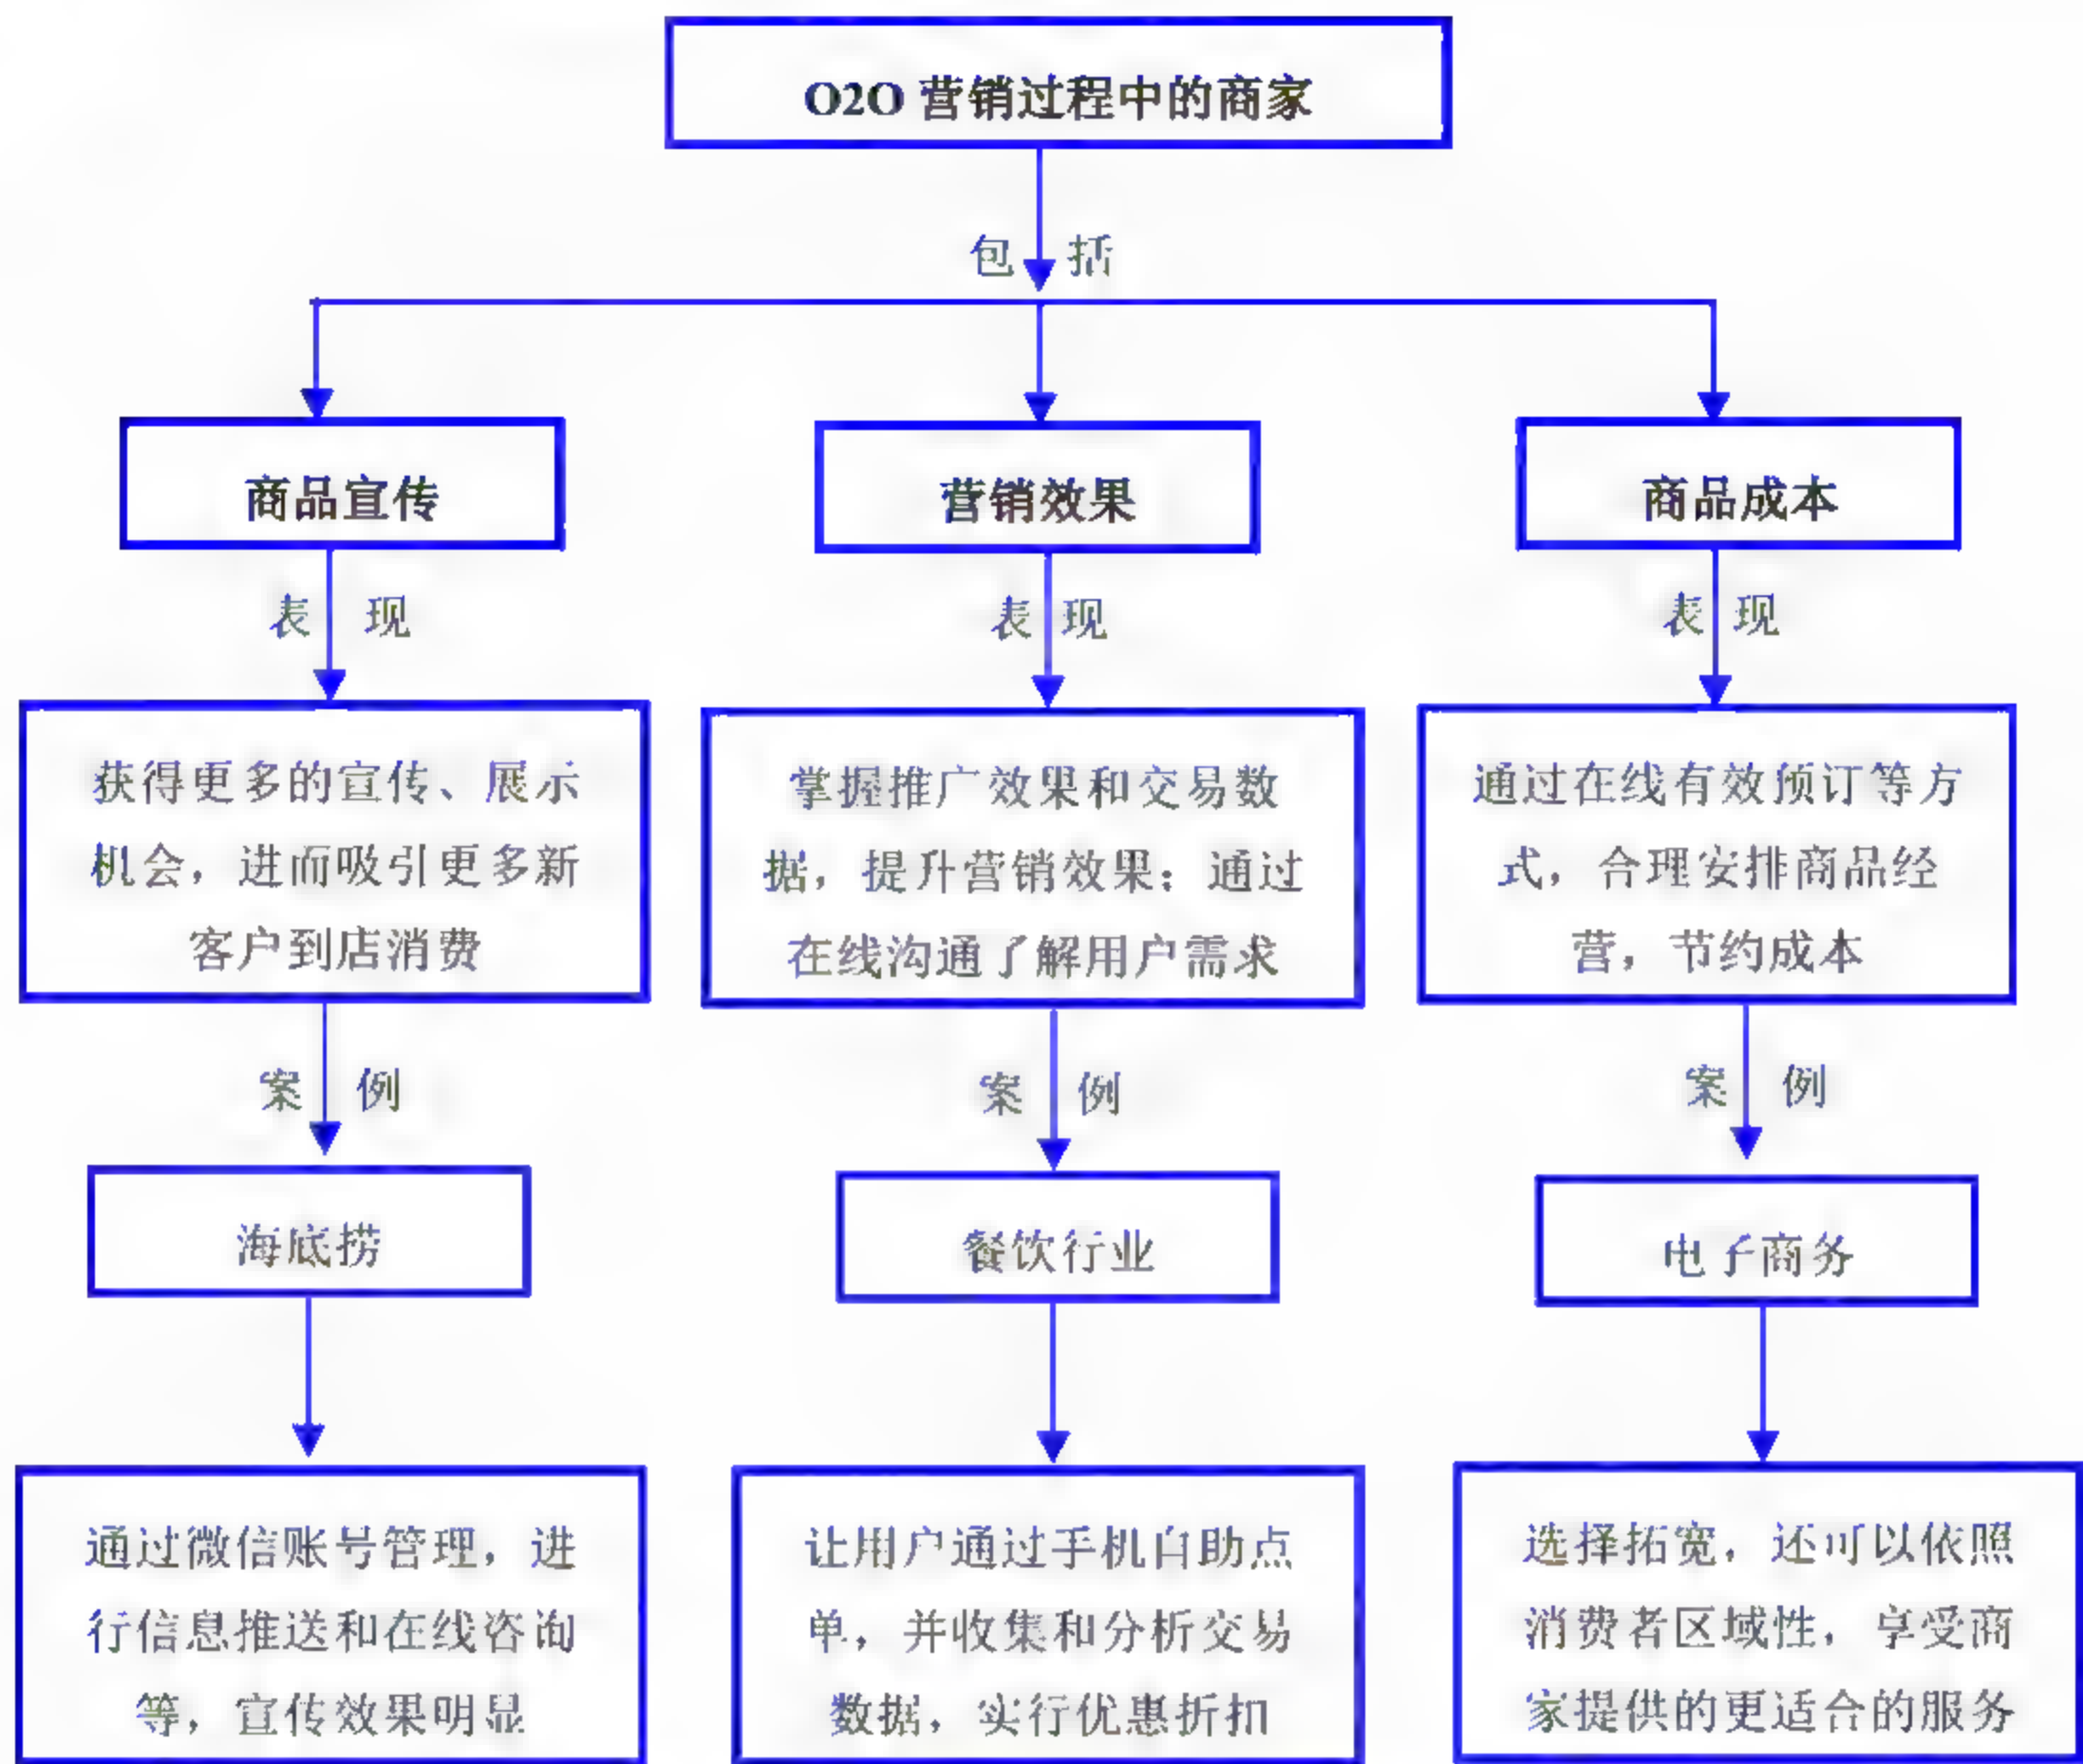 O2O 营销过程中的商家
包 括
商品宣传
营销效果
商品成本
表 现
表 现
表 现
获得更多的宣传、展示
机会，进而吸引更多新
客户到店消费
掌握推广效果和交易数
据，提升营销效果；通过
在线沟通了解用户需求
通过在线有效预订等方
式，合理安排商品经
营，节约成本
案 例
案 例
案 例
海底捞
餐饮行业
电子商务
通过微信账号管理，进
行信息推送和在线咨询
等，宣传效果明显
让用户通过手机自助点
单，并收集和分析交易
数据，实行优惠折扣
选择拓宽，还可以依照
消费者区域性，享受商
家提供的更适合的服务